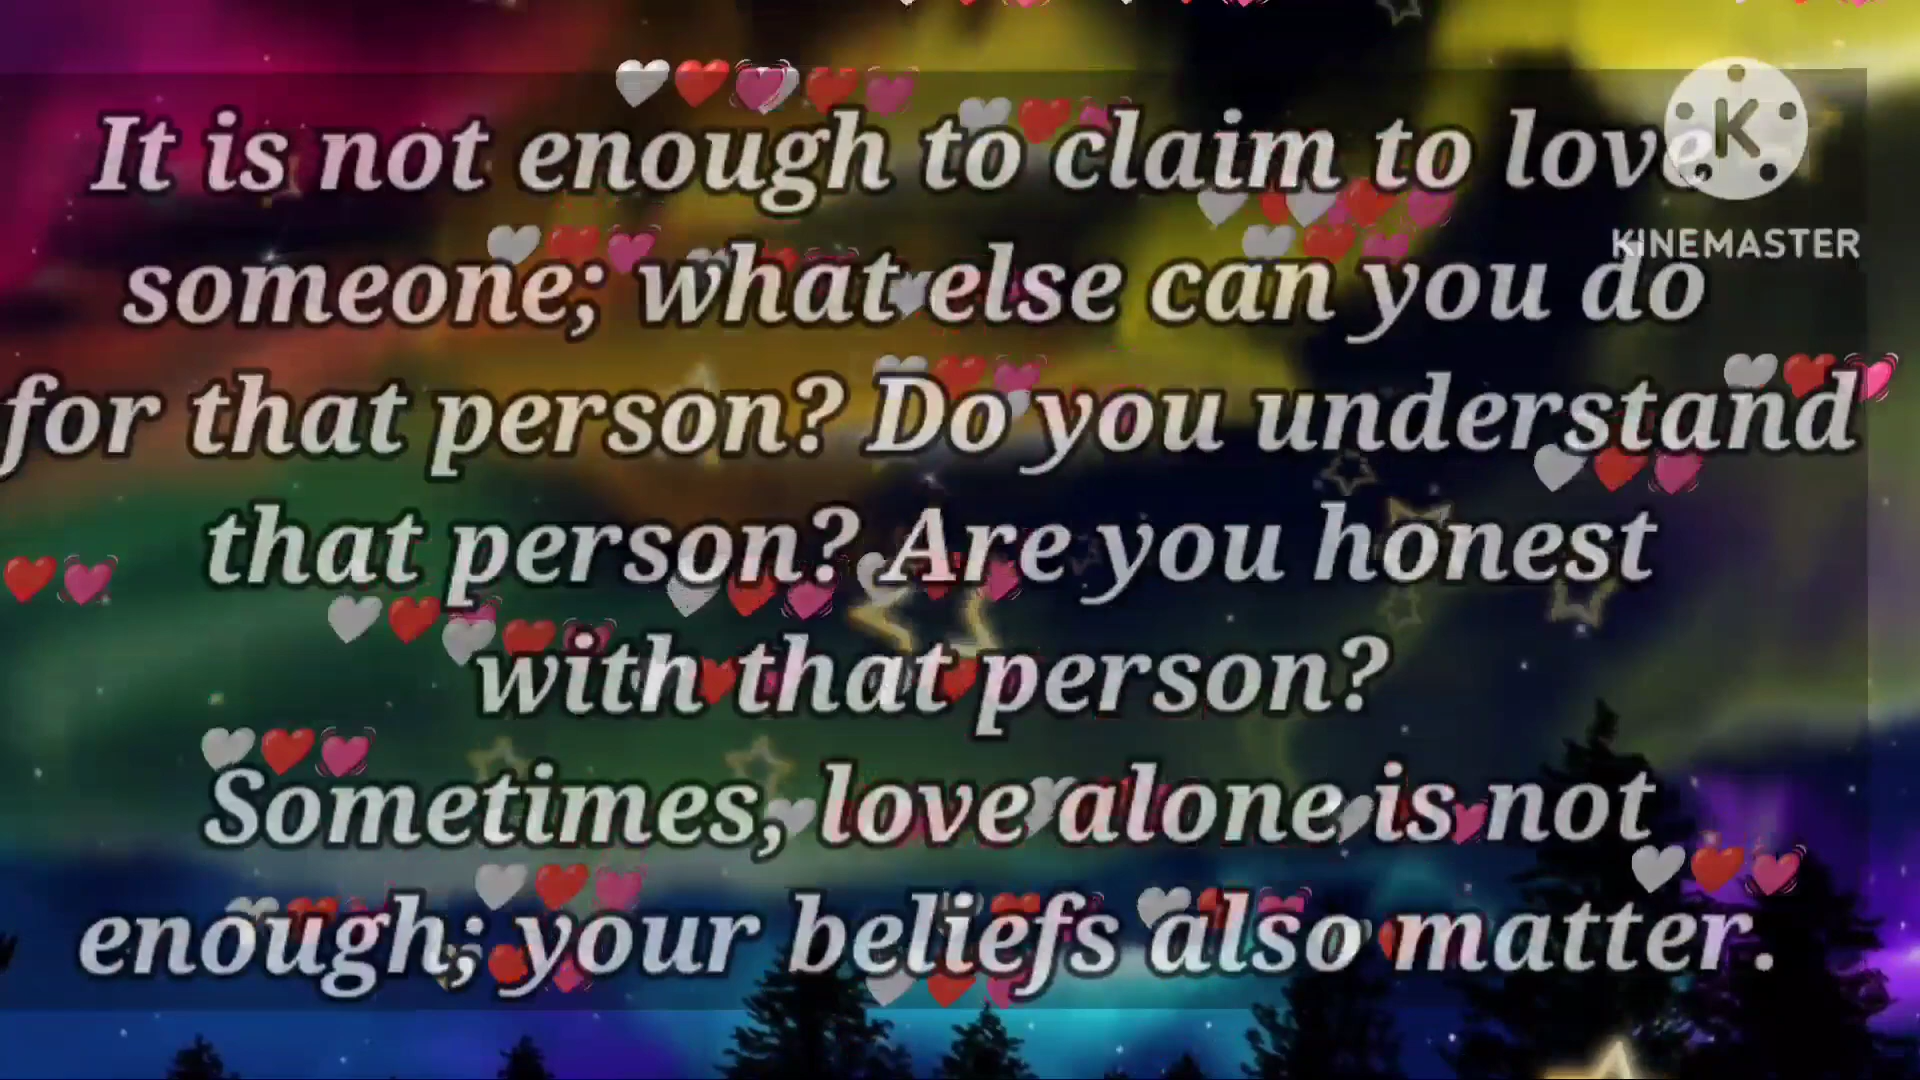 It is not enough to claim to love
someone; what else can you do
for that person? Do you understand
that person? Are you honest
with that person?
Sometimes, love alone is not
enough; your beliefs also matter.
K
KINEMASTER